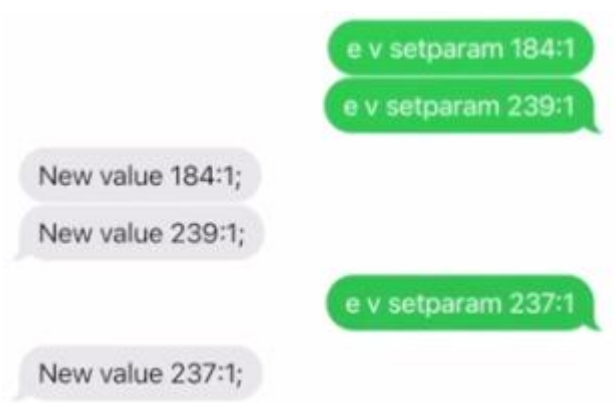 e v setparam 184:1
e v setparam 239:1
New value 184:1;
New value 239:1;
e v setparam 237:1
New value 237:1;